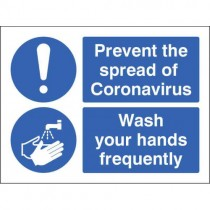 Prevent the
spread of
Coronavirus
Wash
your hands
frequently